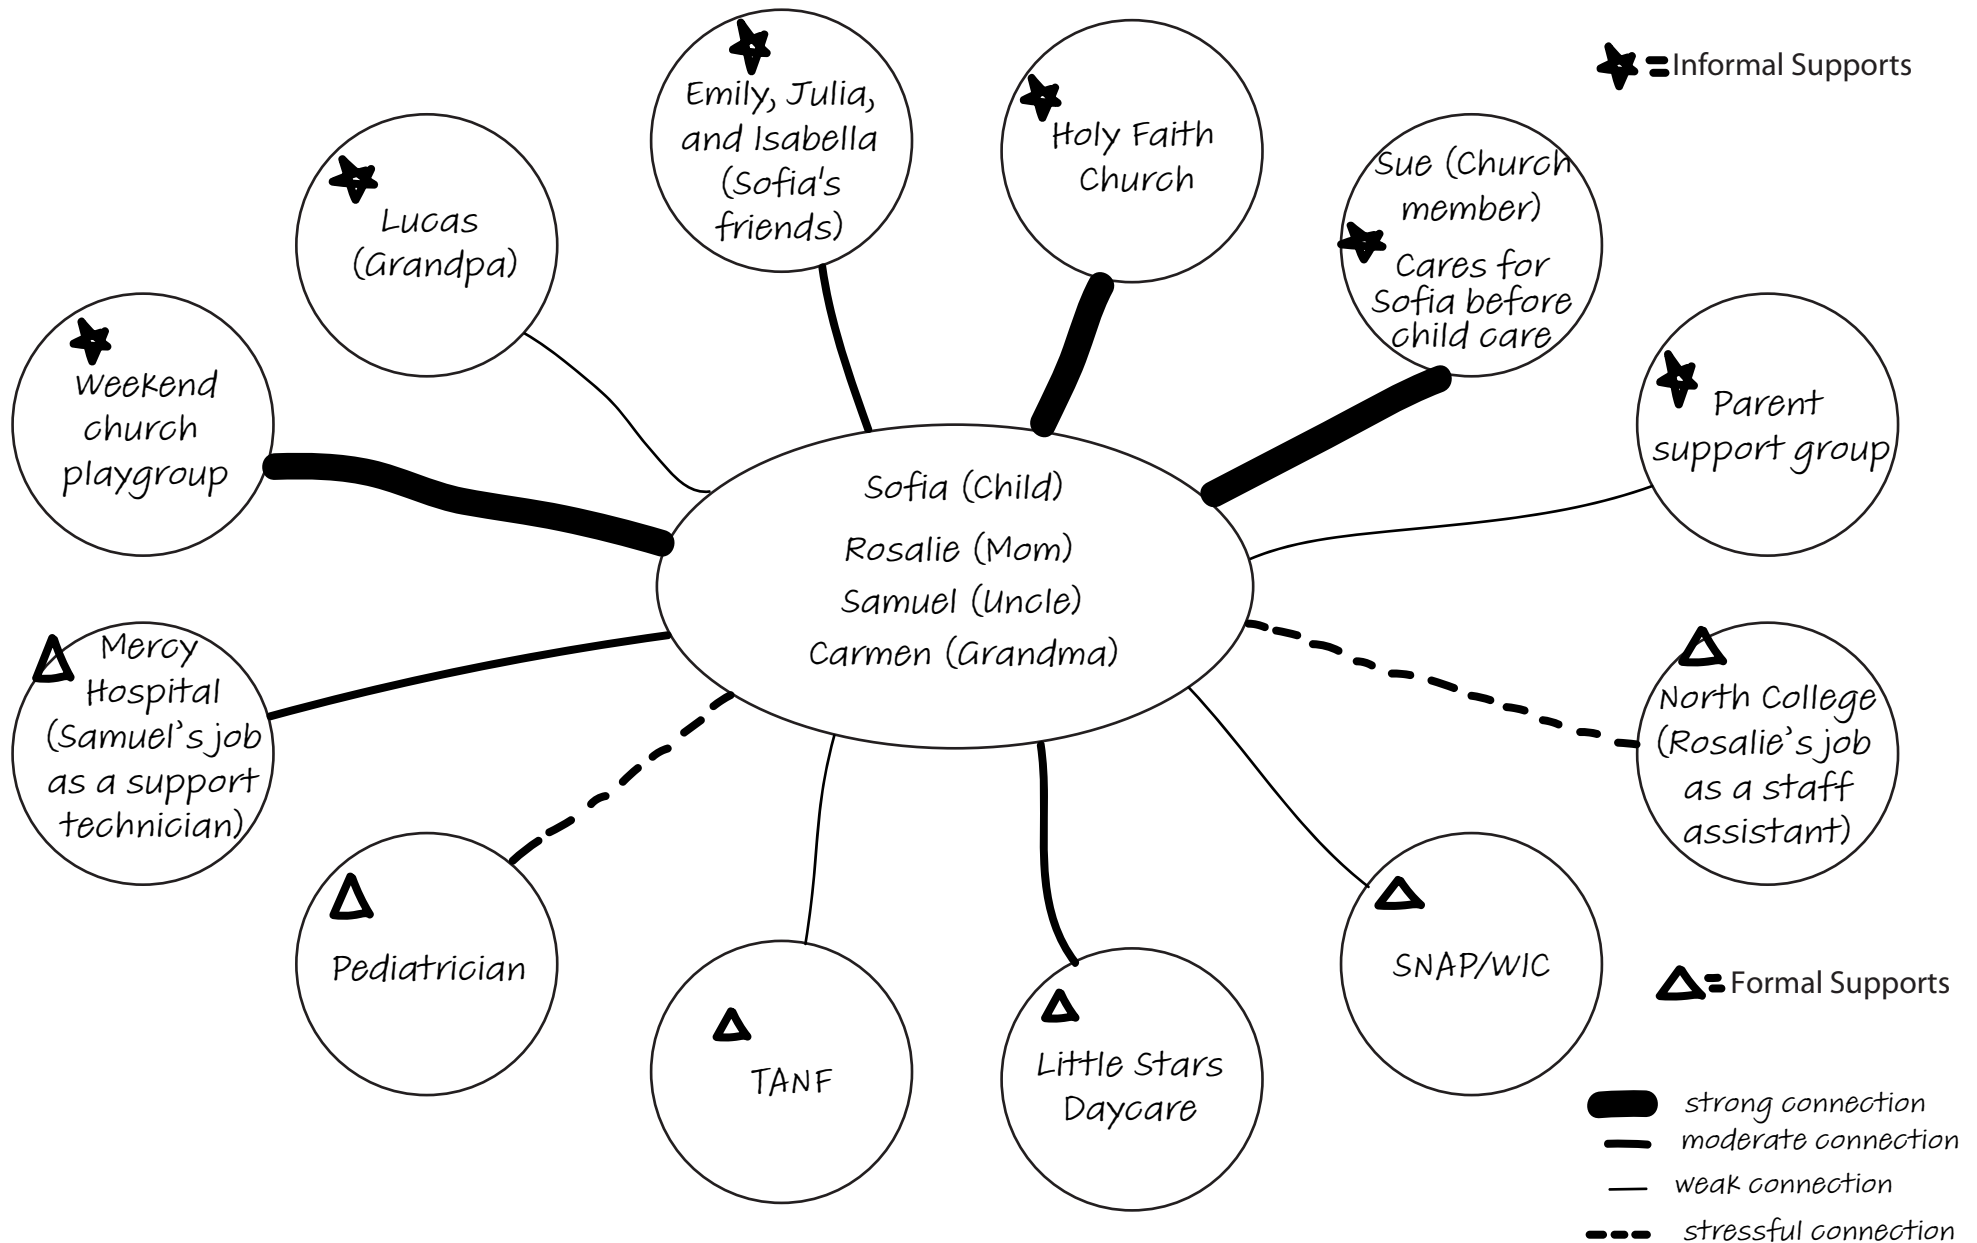 Emily, Julia,
and Isabella
(Sofia's
friends)
Holy Faith
Church
= Informal Supports
Sue (Church
member)
Cares for
Sofia before
child care
Lucas
(Grandpa)
Weekend
church
playgroup
Parent
support group
Sofia (Child)
Rosalie (Mom)
Samuel (Uncle)
Carmen (Grandma)
Mercy
Hospital
(Samuel's job
as a support
technician)
North College
(Rosalie's job
as a staff
assistant)
Pediatrician
TANF
Little Stars
Daycare
SNAP/WIC
= Formal Supports
strong connection
moderate connection
weak connection
stressful connection